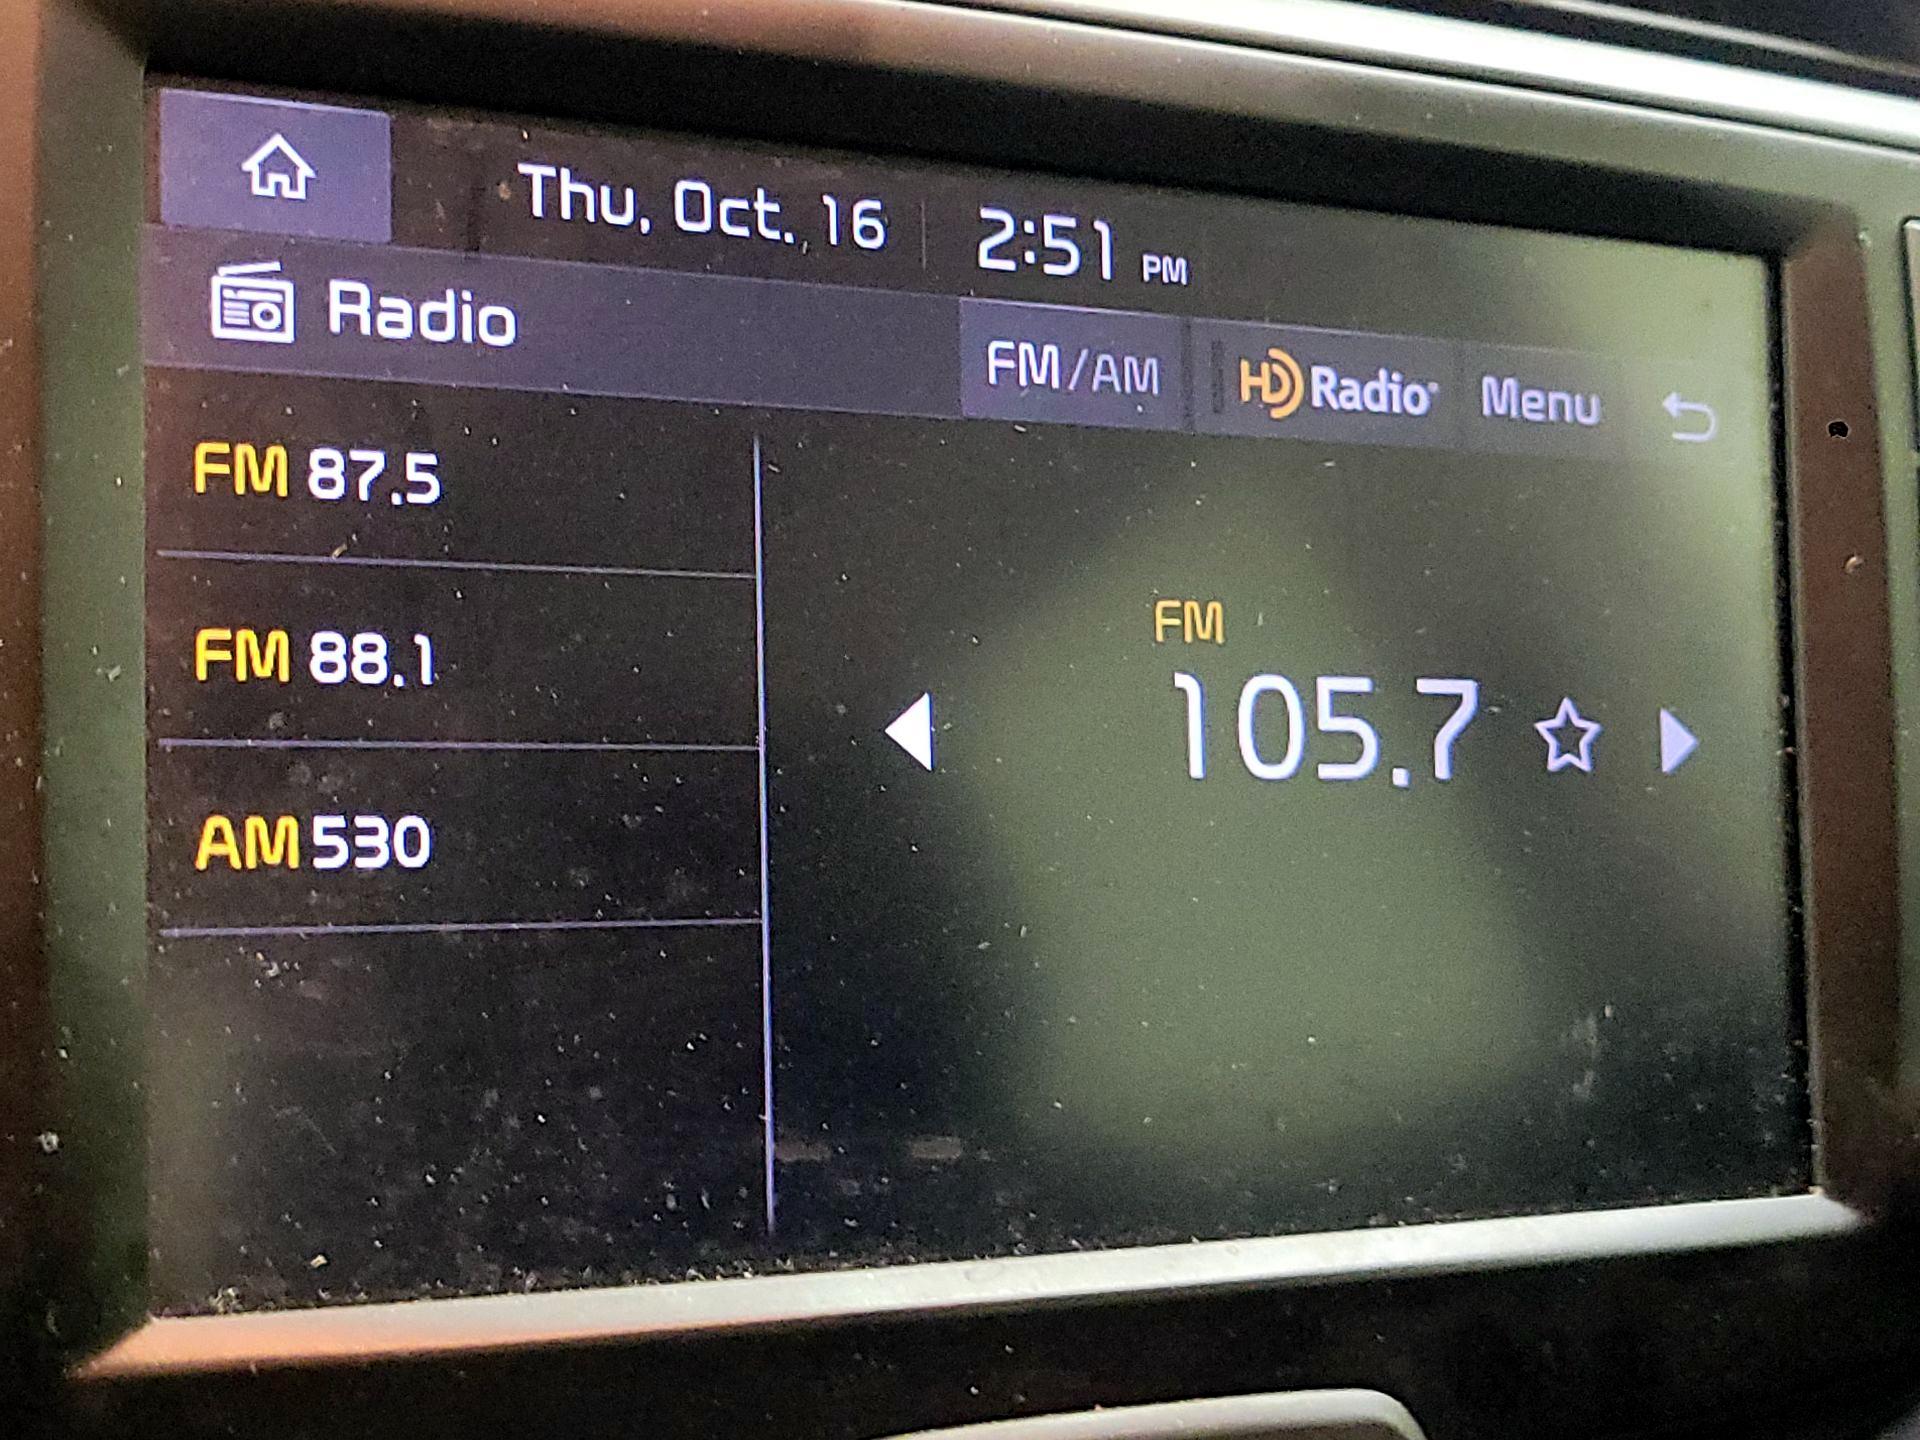 Thu, Oct. 16 2:51 PM
Radio FM/AM HD Radio Menu
FM 87.5
FM 88.1
AM 530
FM
105.7